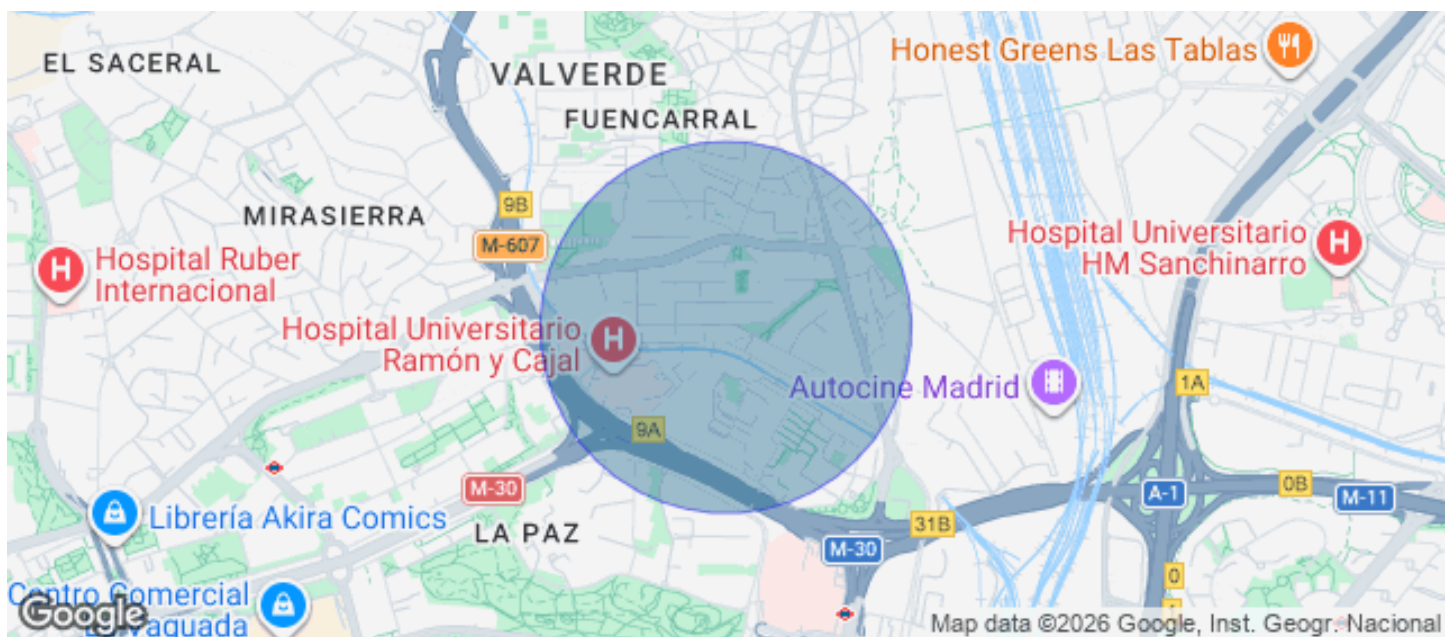 EL SACERAL
VALVERDE
FUENCARRAL
Honest Greens Las Tablas
9B
MIRASIERRA
M-607
Hospital Ruber
Internacional
Hospital Universitario
HM Sanchinarro
Hospital Universitario
Ramón y Cajal
Autocine Madrid
1A
9A
M-30
A-1
0B
M-11
Librería Akira Comics
LA PAZ
31B
M-30
0
Centro Comercial
Google
Map data ©2026 Google, Inst. Geogr. Nacional